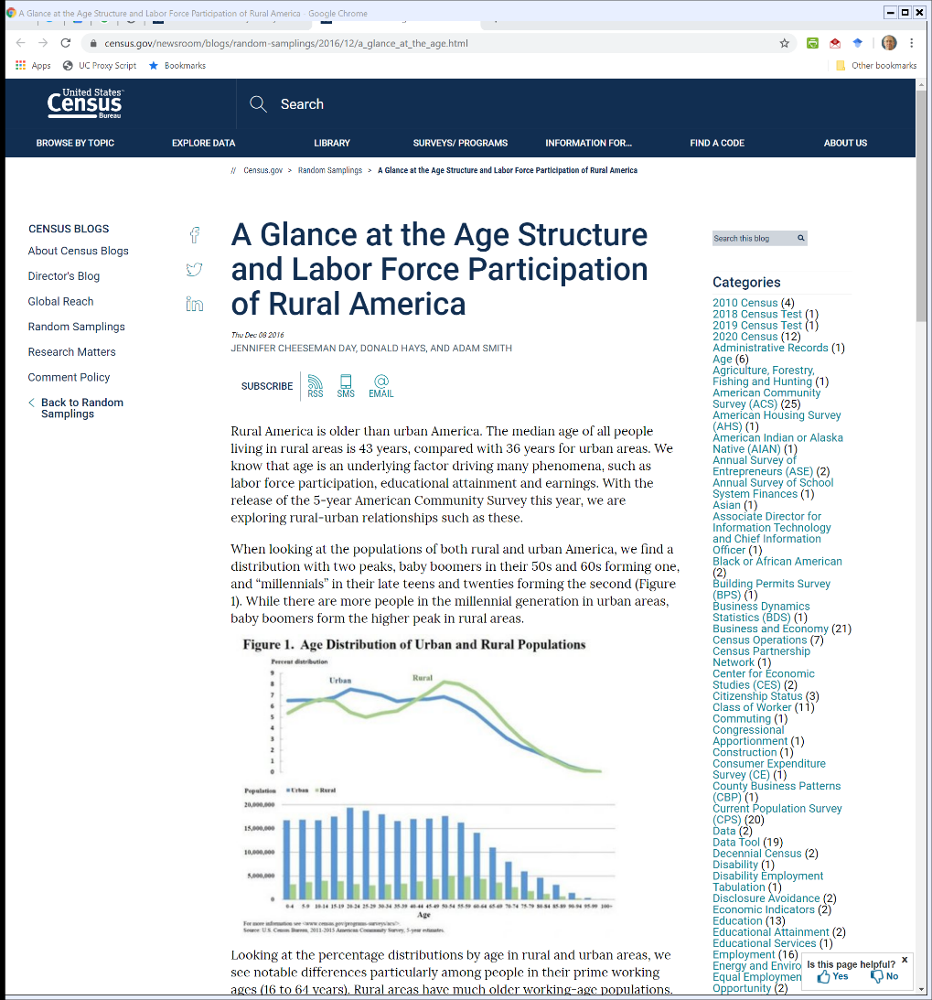 A Glance at the Age Structure and Labor Force Participation of Rural America - Google Chrome
census.gov/newsroom/blogs/random-samplings/2016/12/a_glance_at_the_age.html
Apps UC Proxy Script Bookmarks Other bookmarks
United States™
Census
Bureau
Search
BROWSE BY TOPIC EXPLORE DATA LIBRARY SURVEYS/ PROGRAMS INFORMATION FOR... FIND A CODE ABOUT US
// Census.gov > Random Samplings > A Glance at the Age Structure and Labor Force Participation of Rural America
CENSUS BLOGS
About Census Blogs
Director's Blog
Global Reach
Random Samplings
Research Matters
Comment Policy
Back to Random
Samplings
A Glance at the Age Structure
and Labor Force Participation
of Rural America
Thu Dec 08 2016
JENNIFER CHEESEMAN DAY, DONALD HAYS, AND ADAM SMITH
SUBSCRIBE
RSS SMS EMAIL
Rural America is older than urban America. The median age of all people
living in rural areas is 43 years, compared with 36 years for urban areas. We
know that age is an underlying factor driving many phenomena, such as
labor force participation, educational attainment and earnings. With the
release of the 5-year American Community Survey this year, we are
exploring rural-urban relationships such as these.
When looking at the populations of both rural and urban America, we find a
distribution with two peaks, baby boomers in their 50s and 60s forming one,
and “millennials” in their late teens and twenties forming the second (Figure
1). While there are more people in the millennial generation in urban areas,
baby boomers form the higher peak in rural areas.
Figure 1. Age Distribution of Urban and Rural Populations
Percent distribution
9
8
7
6
5
4
3
2
1
0
Urban
Rural
Population Urban Rural
20,000,000
15,000,000
10,000,000
5,000,000
0
0-4 5-9 10-14 15-19 20-24 25-29 30-34 35-39 40-44 45-49 50-54 55-59 60-64 65-69 70-74 75-79 80-84 85-89 90-94 95-99 100+
Age
For more information see <www.census.gov/programs-surveys/acs/>.
Source: U.S. Census Bureau, 2011-2015 American Community Survey, 5-year estimates.
Looking at the percentage distributions by age in rural and urban areas, we
see notable differences particularly among people in their prime working
ages (16 to 64 years). Rural areas have much older working-age populations.
Search this blog
Categories
2010 Census (4)
2018 Census Test (1)
2019 Census Test (1)
2020 Census (12)
Administrative Records (1)
Age (6)
Agriculture, Forestry,
Fishing and Hunting (1)
American Community
Survey (ACS) (25)
American Housing Survey
(AHS) (1)
American Indian or Alaska
Native (AIAN) (1)
Annual Survey of
Entrepreneurs (ASE) (2)
Annual Survey of School
System Finances (1)
Asian (1)
Associate Director for
Information Technology
and Chief Information
Officer (1)
Black or African American
(2)
Building Permits Survey
(BPS) (1)
Business Dynamics
Statistics (BDS) (1)
Business and Economy (21)
Census Operations (7)
Census Partnership
Network (1)
Center for Economic
Studies (CES) (2)
Citizenship Status (3)
Class of Worker (11)
Commuting (1)
Congressional
Apportionment (1)
Construction (1)
Consumer Expenditure
Survey (CE) (1)
County Business Patterns
(CBP) (1)
Current Population Survey
(CPS) (20)
Data (2)
Data Tool (19)
Decennial Census (2)
Disability (1)
Disability Employment
Tabulation (1)
Disclosure Avoidance (2)
Economic Indicators (2)
Education (13)
Educational Attainment (2)
Educational Services (1)
Employment (16)
Energy and Enviro
Equal Employmen
Opportunity (2)
Is this page helpful? x
Yes No